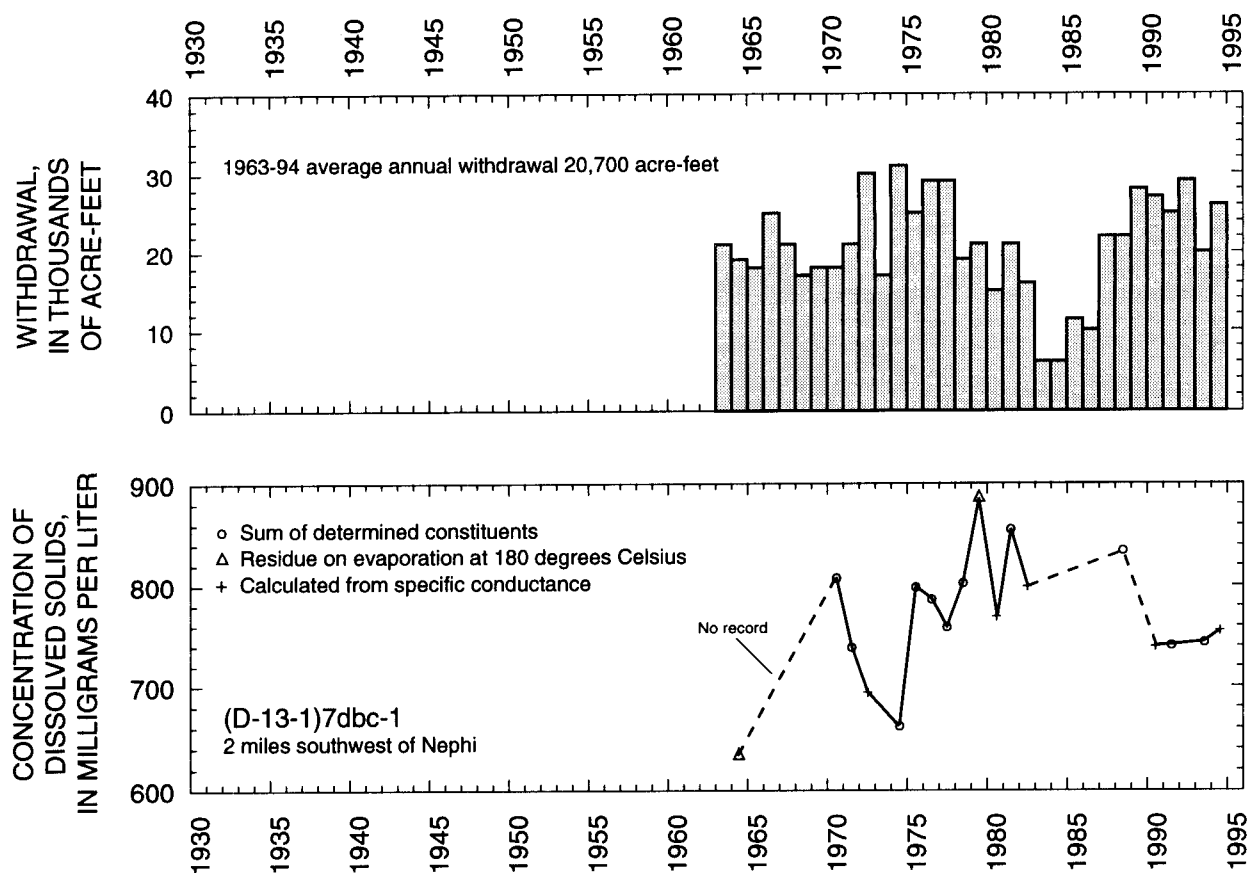 1930 1935 1940 1945 1950 1955 1960 1965 1970 1975 1980 1985 1990 1995
WITHDRAWAL,
IN THOUSANDS
OF ACRE-FEET
40
30
20
10
0
1963-94 average annual withdrawal 20,700 acre-feet
CONCENTRATION OF
DISSOLVED SOLIDS,
IN MILLIGRAMS PER LITER
900
800
700
600
Sum of determined constituents
Residue on evaporation at 180 degrees Celsius
Calculated from specific conductance
No record
(D-13-1)7dbc-1
2 miles southwest of Nephi
1930 1935 1940 1945 1950 1955 1960 1965 1970 1975 1980 1985 1990 1995